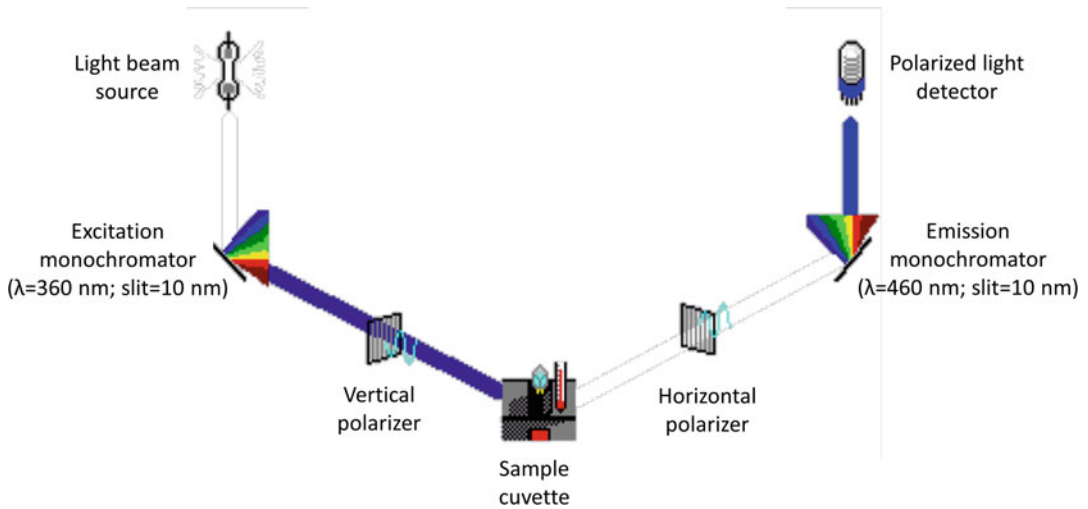 Light beam
source
Polarized light
detector
Excitation
monochromator
(λ=360 nm; slit=10 nm)
Emission
monochromator
(λ=460 nm; slit=10 nm)
Vertical
polarizer
Horizontal
polarizer
Sample
cuvette